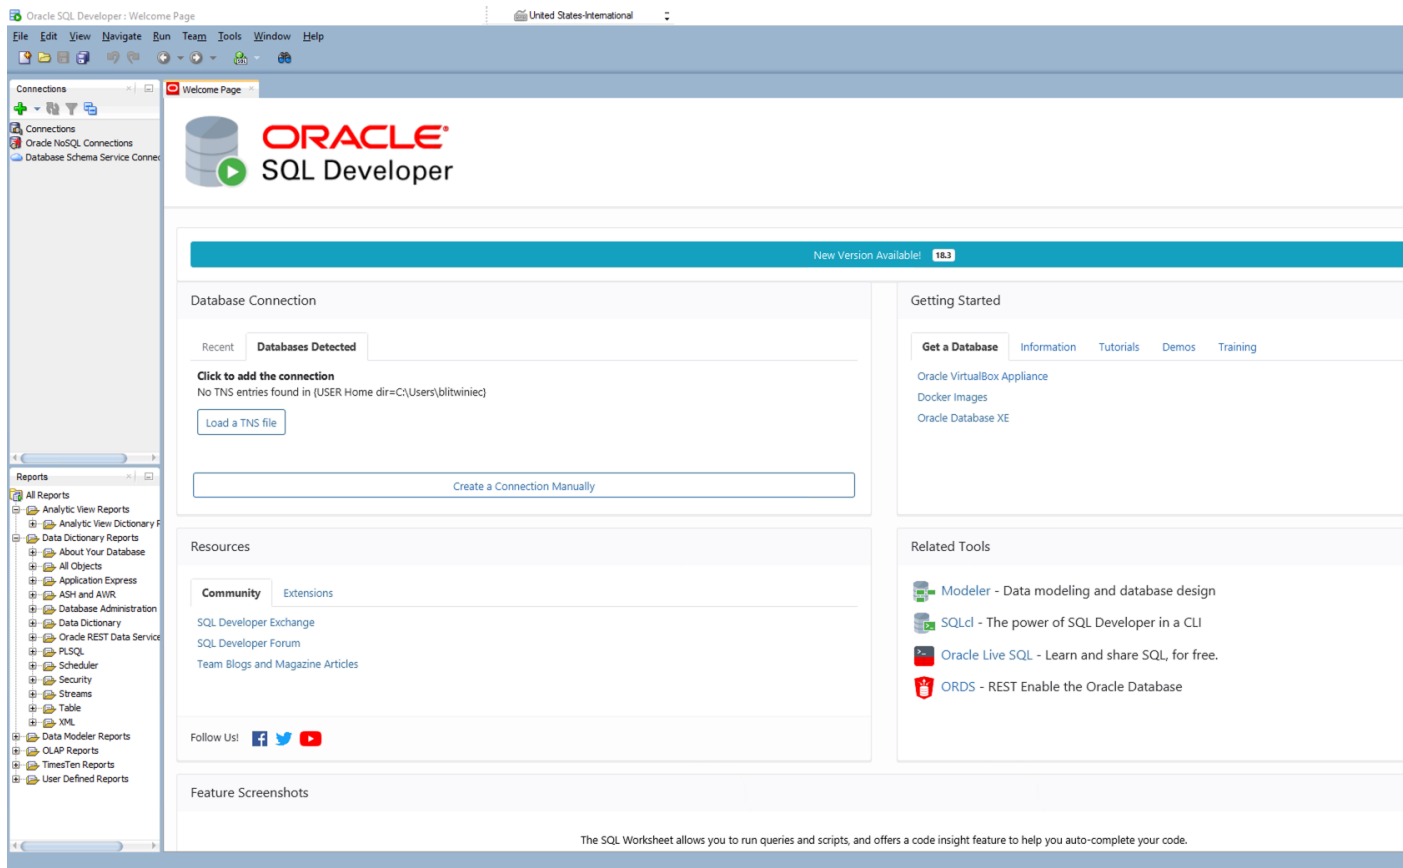 Oracle SQL Developer : Welcome Page
United States-International
File Edit View Navigate Run Team Tools Window Help
Connections
Welcome Page
Connections
Oracle NoSQL Connections
Database Schema Service Connec
ORACLE
SQL Developer
New Version Available! 18.3
Database Connection
Recent Databases Detected
Click to add the connection
No TNS entries found in (USER Home dir=C:\Users\blitwiniec)
Load a TNS file
Create a Connection Manually
Getting Started
Get a Database Information Tutorials Demos Training
Oracle VirtualBox Appliance
Docker Images
Oracle Database XE
Reports
All Reports
Analytic View Reports
Analytic View Dictionary R
Data Dictionary Reports
About Your Database
All Objects
Application Express
ASH and AWR
Database Administration
Data Dictionary
Oracle REST Data Service
PLSQL
Scheduler
Security
Streams
Table
XML
Data Modeler Reports
OLAP Reports
TimesTen Reports
User Defined Reports
Resources
Community Extensions
SQL Developer Exchange
SQL Developer Forum
Team Blogs and Magazine Articles
Follow Us!
Related Tools
Modeler - Data modeling and database design
SQLcl - The power of SQL Developer in a CLI
Oracle Live SQL - Learn and share SQL, for free.
ORDS - REST Enable the Oracle Database
Feature Screenshots
The SQL Worksheet allows you to run queries and scripts, and offers a code insight feature to help you auto-complete your code.